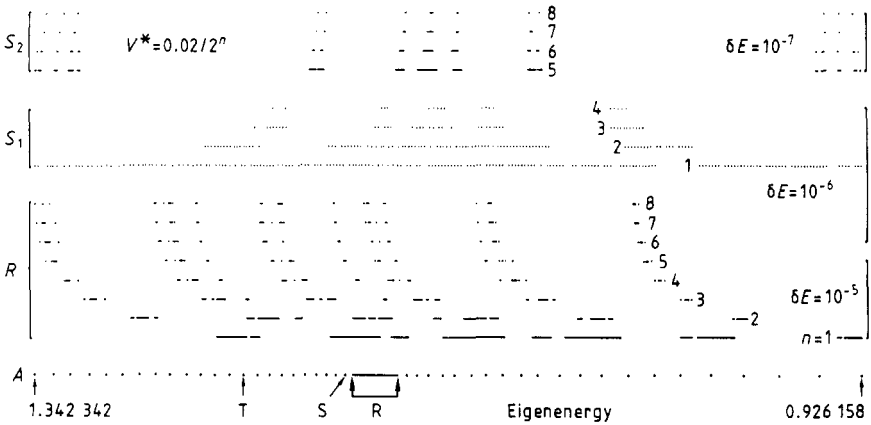 8
7
S₂ V*=0.02/2ⁿ 6 δE=10⁻⁷
5
4
S₁ 3
2
1
δE=10⁻⁶
8
7
6
R 5
4
3 δE=10⁻⁵
2
n=1
A
1.342 342 T S R Eigenenergy 0.926 158